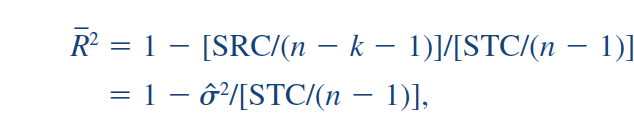 R̄² = 1 − [SRC/(n − k − 1)]/[STC/(n − 1)]
= 1 − σ̂²/[STC/(n − 1)],